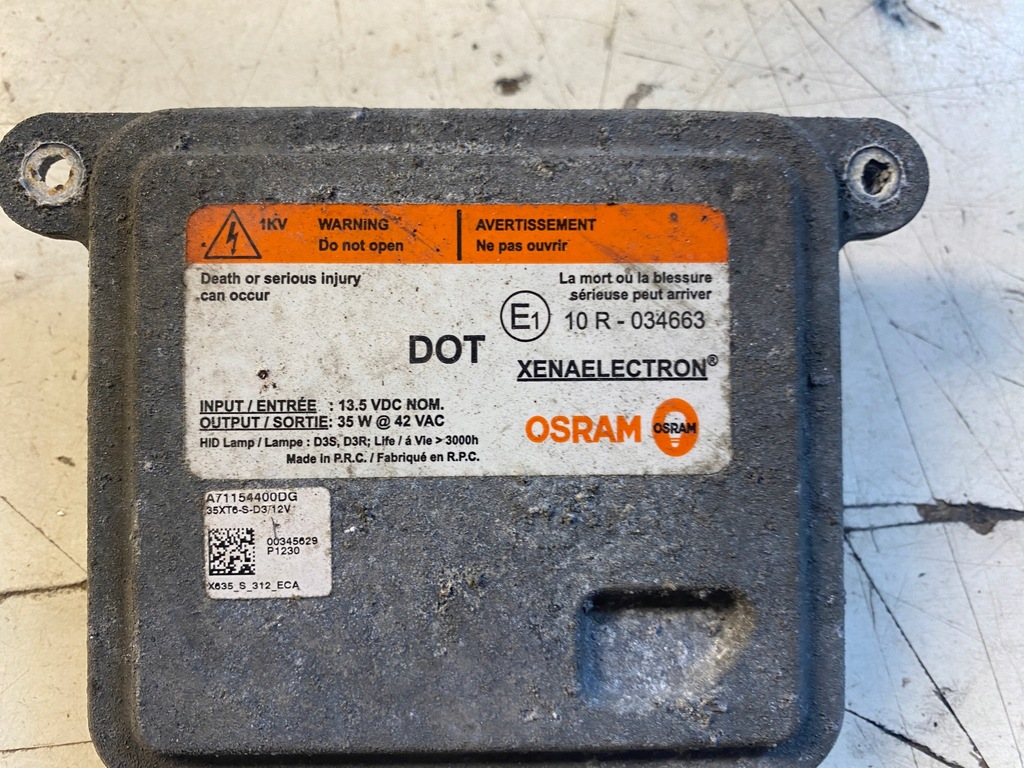 1KV WARNING AVERTISSEMENT
Do not open Ne pas ouvrir
Death or serious injury
can occur
La mort où la blessure
sérieuse peut arriver
E1 10 R - 034663
DOT
XENAELECTRON®
INPUT / ENTRÉE : 13.5 VDC NOM.
OUTPUT / SORTIE: 35 W @ 42 VAC
HID Lamp / Lampe : D3S, D3R; Life / á Vie > 3000h
Made in P.R.C. / Fabriqué en R.P.C.
OSRAM OSRAM
A71154400DG
35XT6-S-D3/12V
00345629
P1230
X635_S_312_ECA